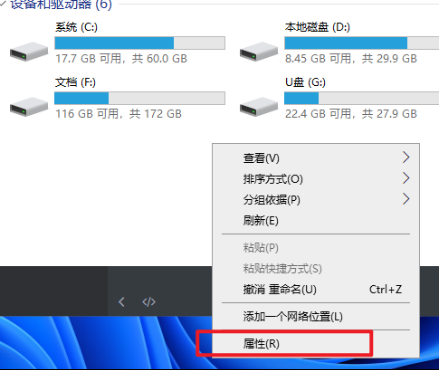 设备和驱动器 (6)
系统 (C:)
17.7 GB 可用，共 60.0 GB
本地磁盘 (D:)
8.45 GB 可用，共 29.9 GB
文档 (F:)
116 GB 可用，共 172 GB
U盘 (G:)
22.4 GB 可用，共 27.9 GB
查看(V)
排序方式(O)
分组依据(P)
刷新(E)
粘贴(P)
粘贴快捷方式(S)
撤消 重命名(U) Ctrl+Z
添加一个网络位置(L)
属性(R)